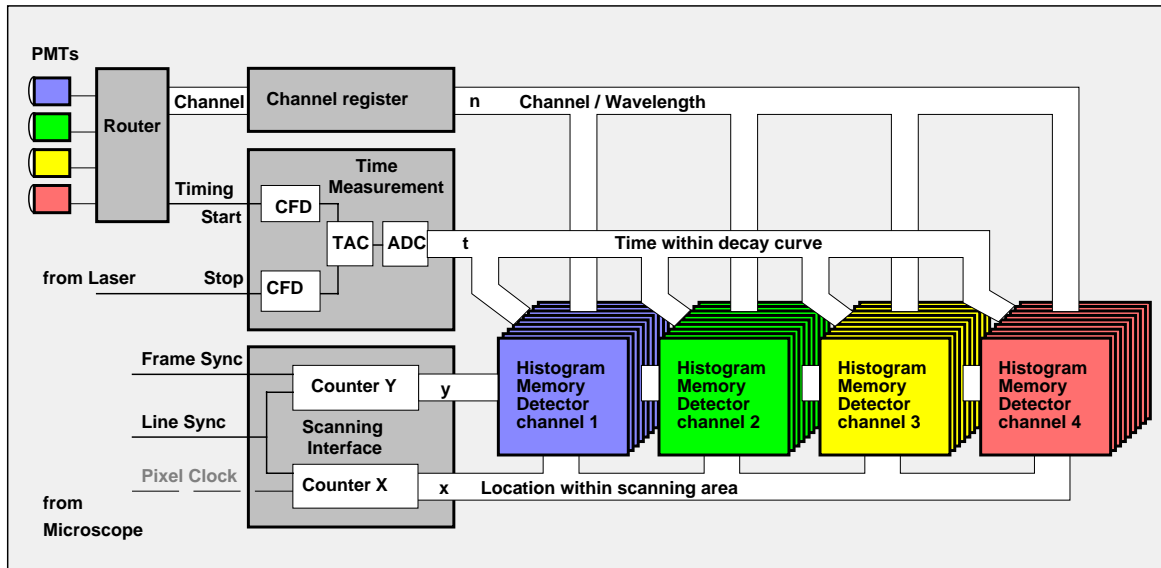 PMTs
Router
Channel
Channel register
n
Channel / Wavelength
Timing
Start
Time
Measurement
CFD
TAC
ADC
t
Time within decay curve
from Laser
Stop
CFD
Frame Sync
Counter Y
y
Line Sync
Scanning
Interface
Pixel Clock
Counter X
x
Location within scanning area
from
Microscope
Histogram
Memory
Detector
channel 1
Histogram
Memory
Detector
channel 2
Histogram
Memory
Detector
channel 3
Histogram
Memory
Detector
channel 4